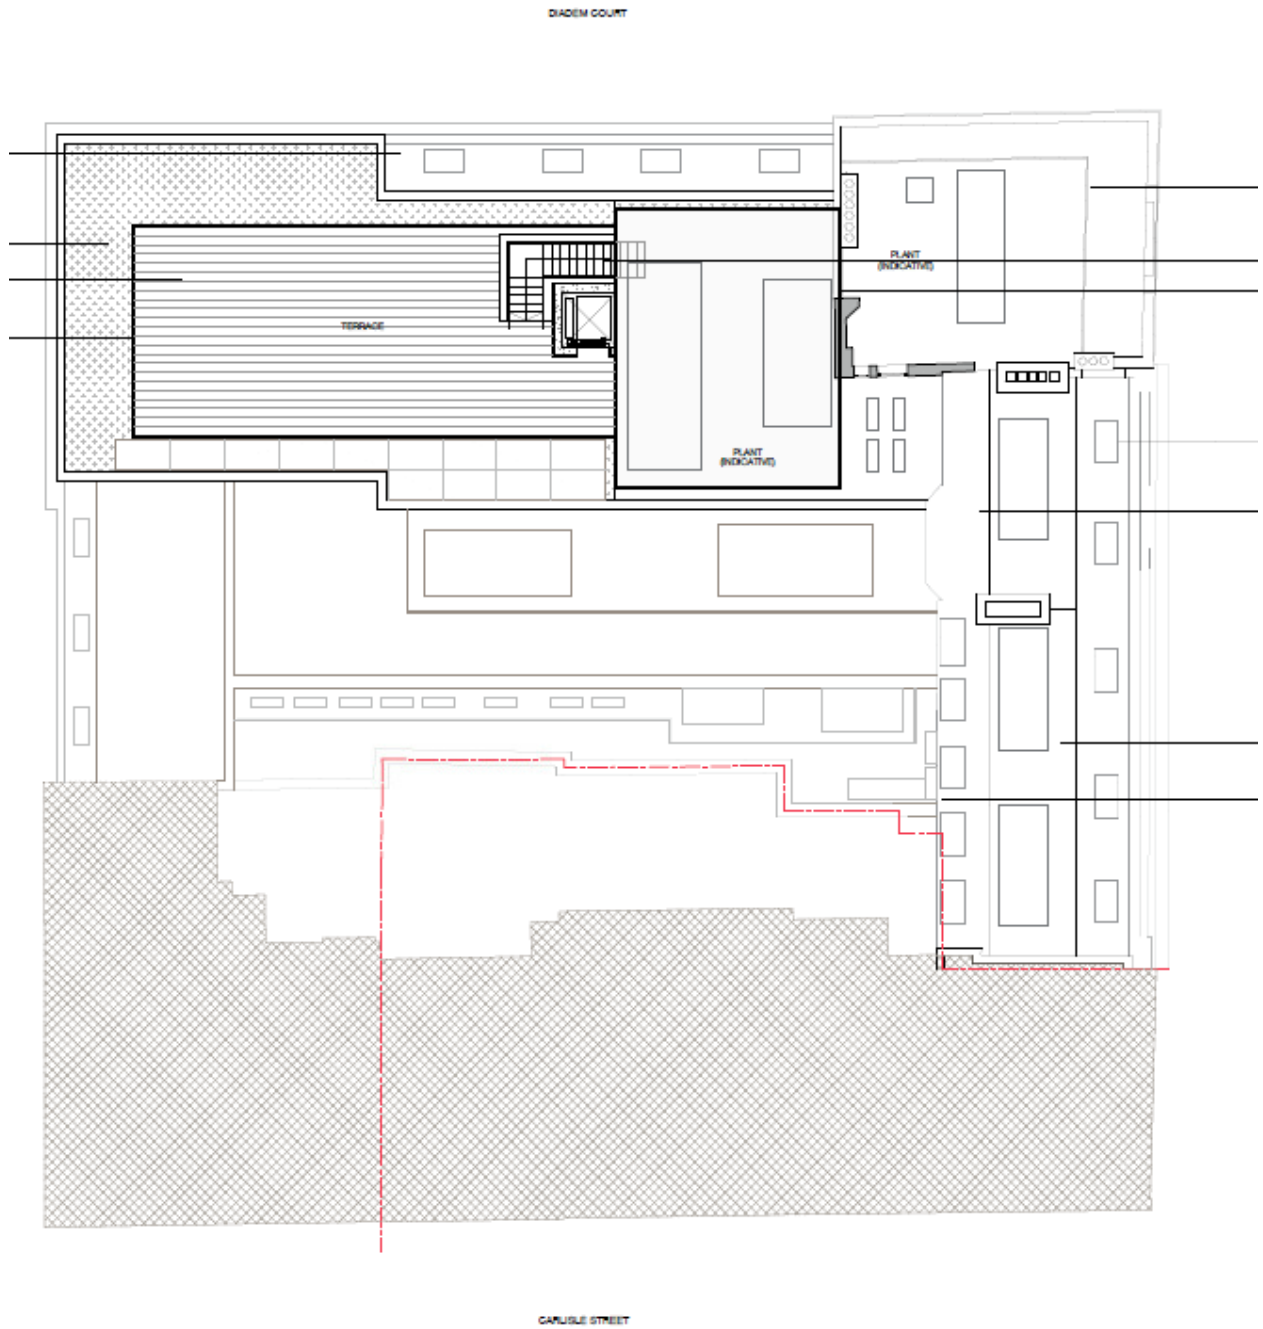 DIADEM COURT
PLANT
(INDICATIVE)
TERRACE
PLANT
(INDICATIVE)
CARLISLE STREET